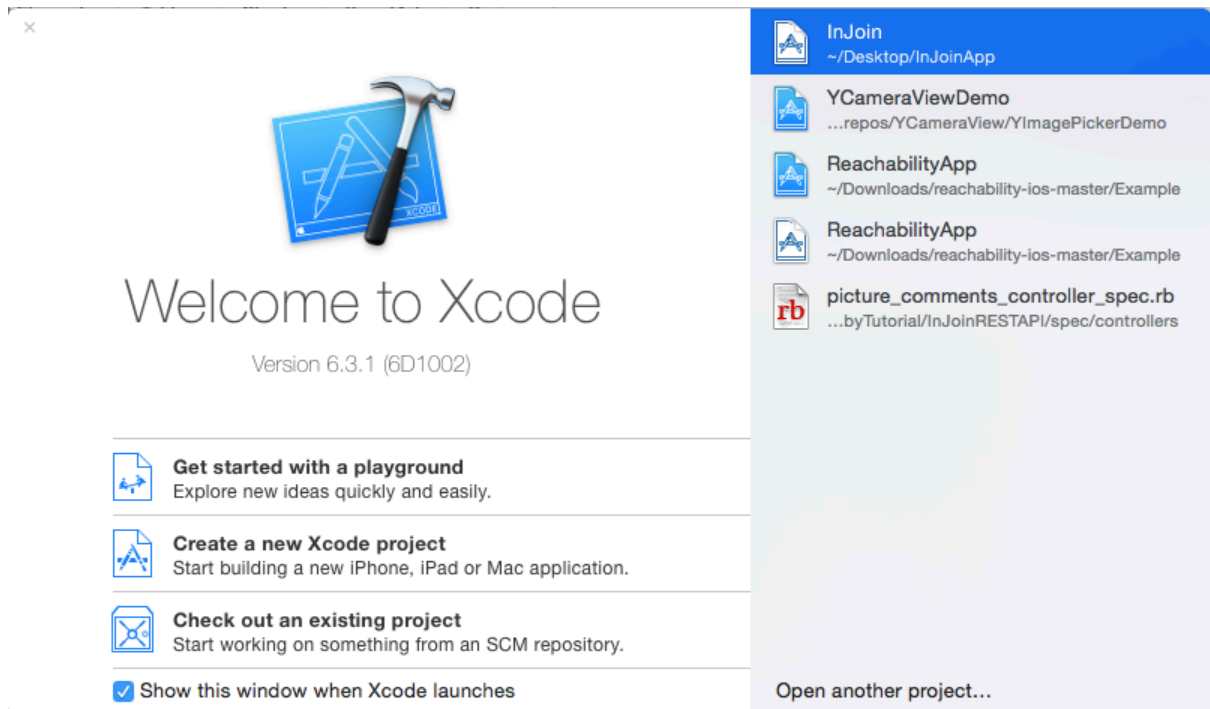 XCODE
Welcome to Xcode
Version 6.3.1 (6D1002)
Get started with a playground
Explore new ideas quickly and easily.
Create a new Xcode project
Start building a new iPhone, iPad or Mac application.
Check out an existing project
Start working on something from an SCM repository.
Show this window when Xcode launches
InJoin
~/Desktop/InJoinApp
YCameraViewDemo
...repos/YCameraView/YImagePickerDemo
ReachabilityApp
~/Downloads/reachability-ios-master/Example
ReachabilityApp
~/Downloads/reachability-ios-master/Example
rb
picture_comments_controller_spec.rb
...byTutorial/InJoinRESTAPI/spec/controllers
Open another project...